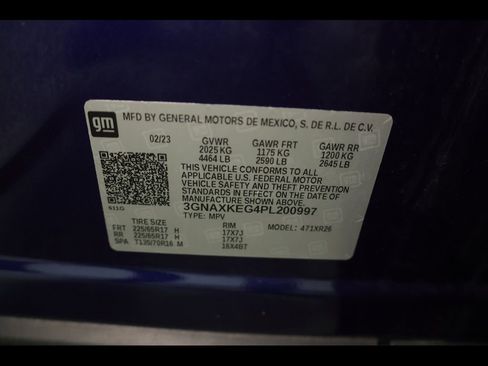 gm
MFD BY GENERAL MOTORS DE MEXICO, S. DE R.L. DE C.V.
02/23 GVWR GAWR FRT GAWR RR
2025 KG 1175 KG 1200 KG
4464 LB 2590 LB 2645 LB
THIS VEHICLE CONFORMS TO ALL
APPLICABLE U.S. FEDERAL MOTOR
VEHICLE SAFETY AND THEFT
PREVENTION STANDARDS IN
EFFECT ON THE DATE OF
MANUFACTURE SHOWN ABOVE.
3GNAXKEG4PL200997
TYPE: MPV
TIRE SIZE RIM MODEL: 471XR26
FRT 225/65R17 H 17X7J
RR 225/65R17 H 17X7J
SPA T135/70R16 M 16X4BT